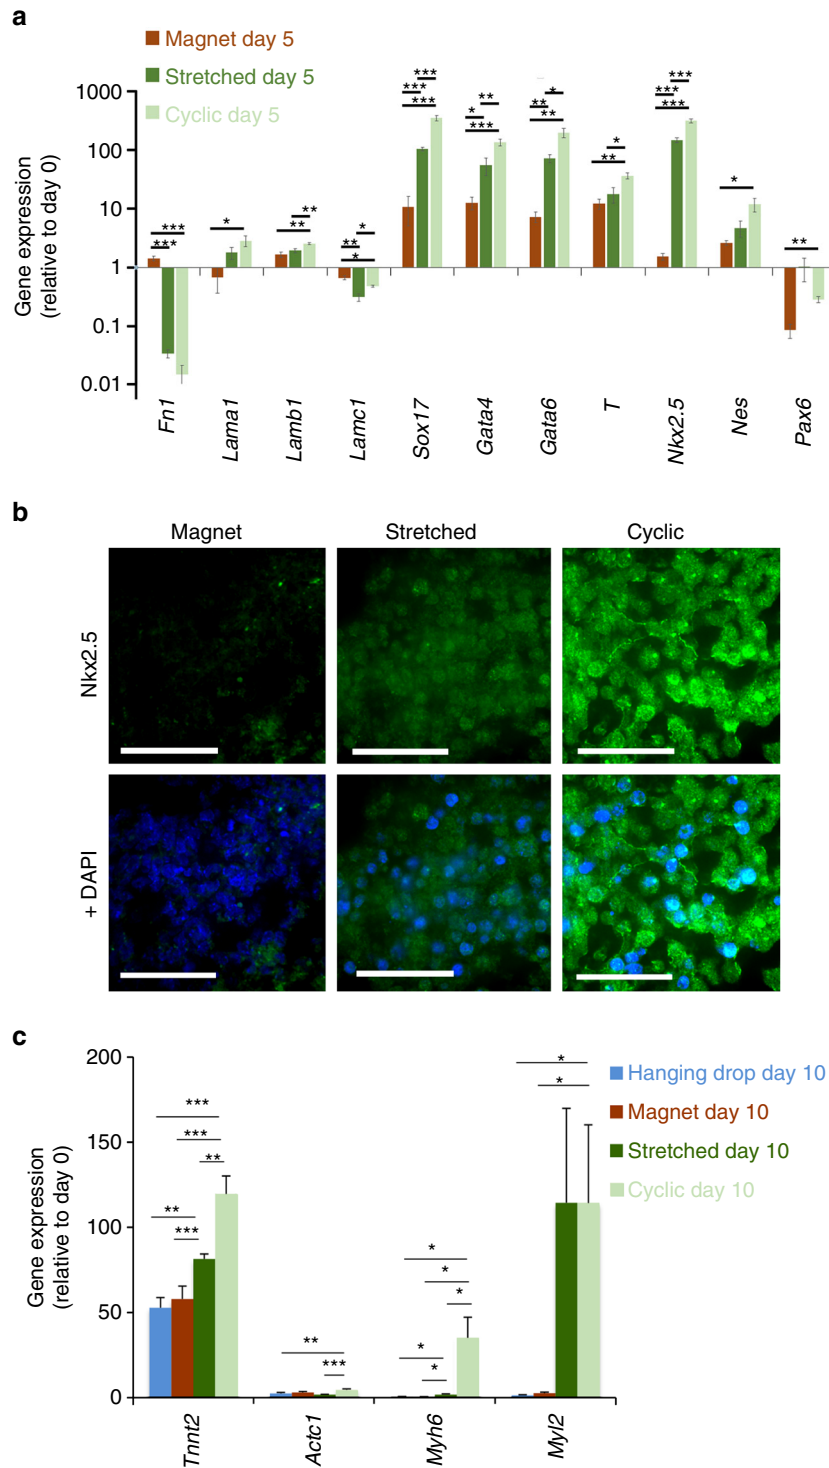 a
Magnet day 5
Stretched day 5
Cyclic day 5
Gene expression
(relative to day 0)
1000
100
10
1
0.1
0.01
***
***
*
**
**
*
**
*
***
***
***
**
*
***
*
**
**
*
**
***
***
***
*
**
Fn1
Lama1
Lamb1
Lamc1
Sox17
Gata4
Gata6
T
Nkx2.5
Nes
Pax6
b
Magnet
Stretched
Cyclic
Nkx2.5
+ DAPI
c
Hanging drop day 10
Magnet day 10
Stretched day 10
Cyclic day 10
Gene expression
(relative to day 0)
200
150
100
50
0
***
***
**
**
***
**
***
*
*
*
*
*
*
*
Tnnt2
Actc1
Myh6
Myl2